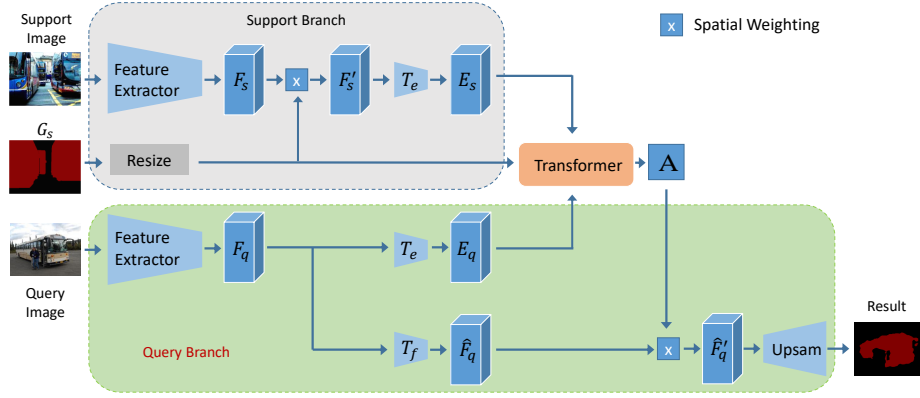 Support
Image
Support Branch
x
Spatial Weighting
Feature
Extractor
F_s
x
F'_s
T_e
E_s
G_s
Resize
Transformer
A
Feature
Extractor
F_q
T_e
E_q
Query
Image
Query Branch
T_f
F̂_q
x
F̂'_q
Upsam
Result